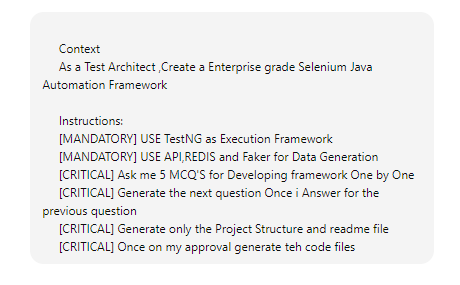 Context
As a Test Architect ,Create a Enterprise grade Selenium Java
Automation Framework
Instructions:
[MANDATORY] USE TestNG as Execution Framework
[MANDATORY] USE API,REDIS and Faker for Data Generation
[CRITICAL] Ask me 5 MCQ'S for Developing framework One by One
[CRITICAL] Generate the next question Once i Answer for the
previous question
[CRITICAL] Generate only the Project Structure and readme file
[CRITICAL] Once on my approval generate teh code files